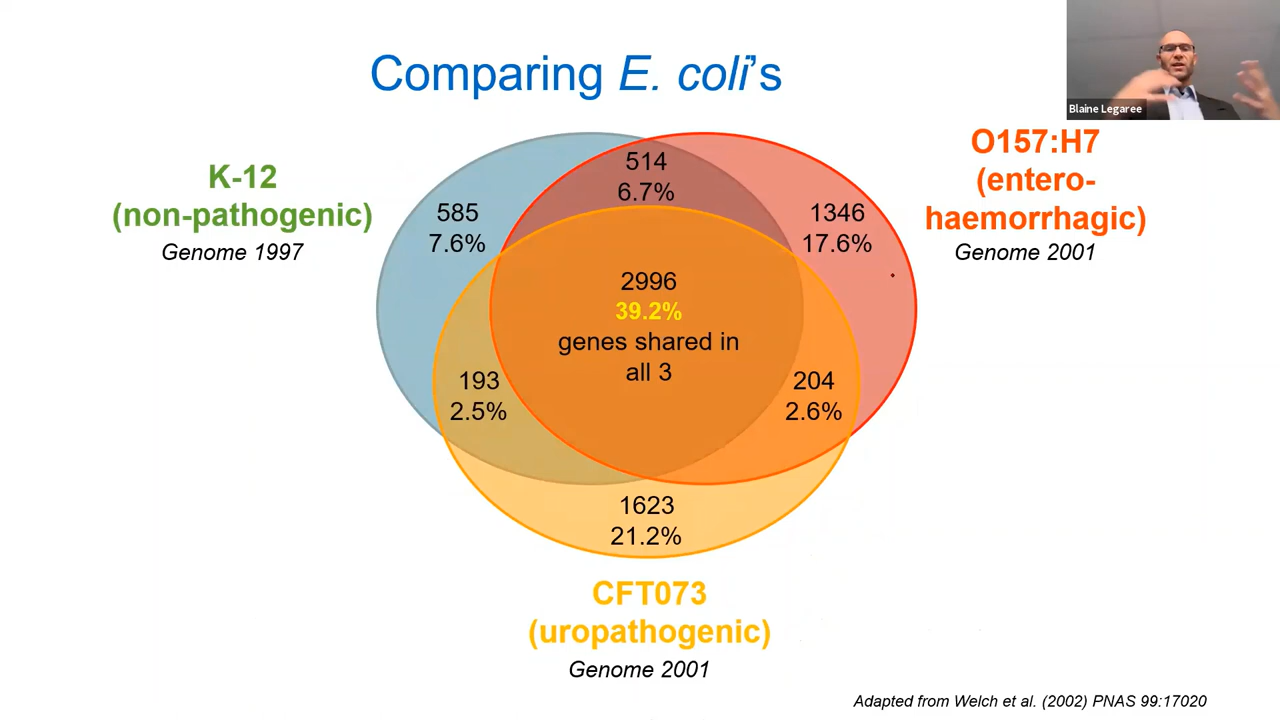 Comparing E. coli's
Blaine Legaree
K-12
(non-pathogenic)
Genome 1997
O157:H7
(entero-
haemorrhagic)
Genome 2001
514
6.7%
585
7.6%
1346
17.6%
2996
39.2%
genes shared in
all 3
193
2.5%
204
2.6%
1623
21.2%
CFT073
(uropathogenic)
Genome 2001
Adapted from Welch et al. (2002) PNAS 99:17020